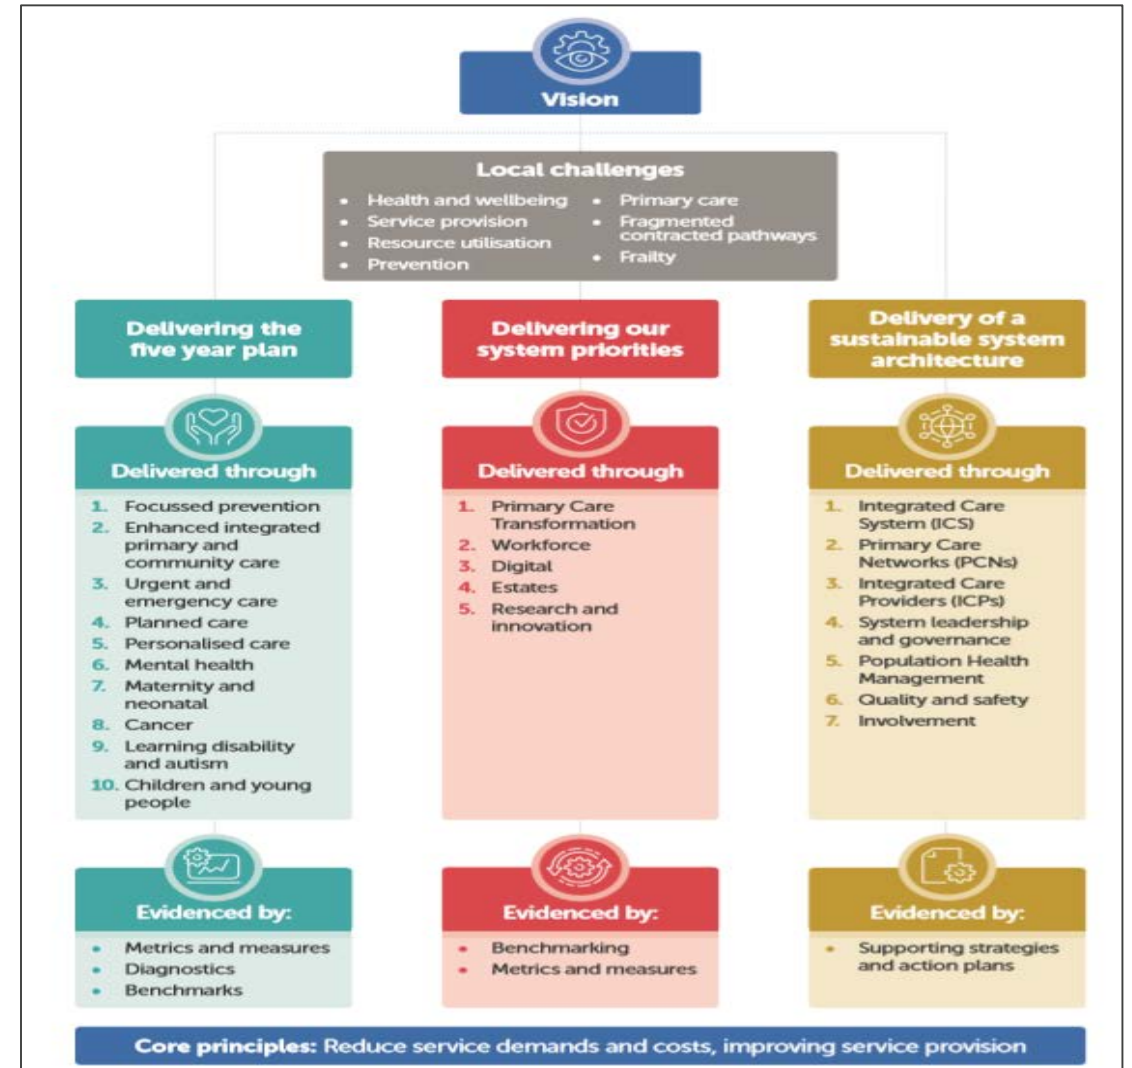 Vision
Local challenges
• Health and wellbeing
• Service provision
• Resource utilisation
• Prevention
• Primary care
• Fragmented
contracted pathways
• Frailty
Delivering the
five year plan
Delivered through
1. Focussed prevention
2. Enhanced integrated
primary and
community care
3. Urgent and
emergency care
4. Planned care
5. Personalised care
6. Mental health
7. Maternity and
neonatal
8. Cancer
9. Learning disability
and autism
10. Children and young
people
Evidenced by:
• Metrics and measures
• Diagnostics
• Benchmarks
Delivering our
system priorities
Delivered through
1. Primary Care
Transformation
2. Workforce
3. Digital
4. Estates
5. Research and
innovation
Evidenced by:
• Benchmarking
• Metrics and measures
Delivery of a
sustainable system
architecture
Delivered through
1. Integrated Care
System (ICS)
2. Primary Care
Networks (PCNs)
3. Integrated Care
Providers (ICPs)
4. System leadership
and governance
5. Population Health
Management
6. Quality and safety
7. Involvement
Evidenced by:
• Supporting strategies
and action plans
Core principles: Reduce service demands and costs, improving service provision